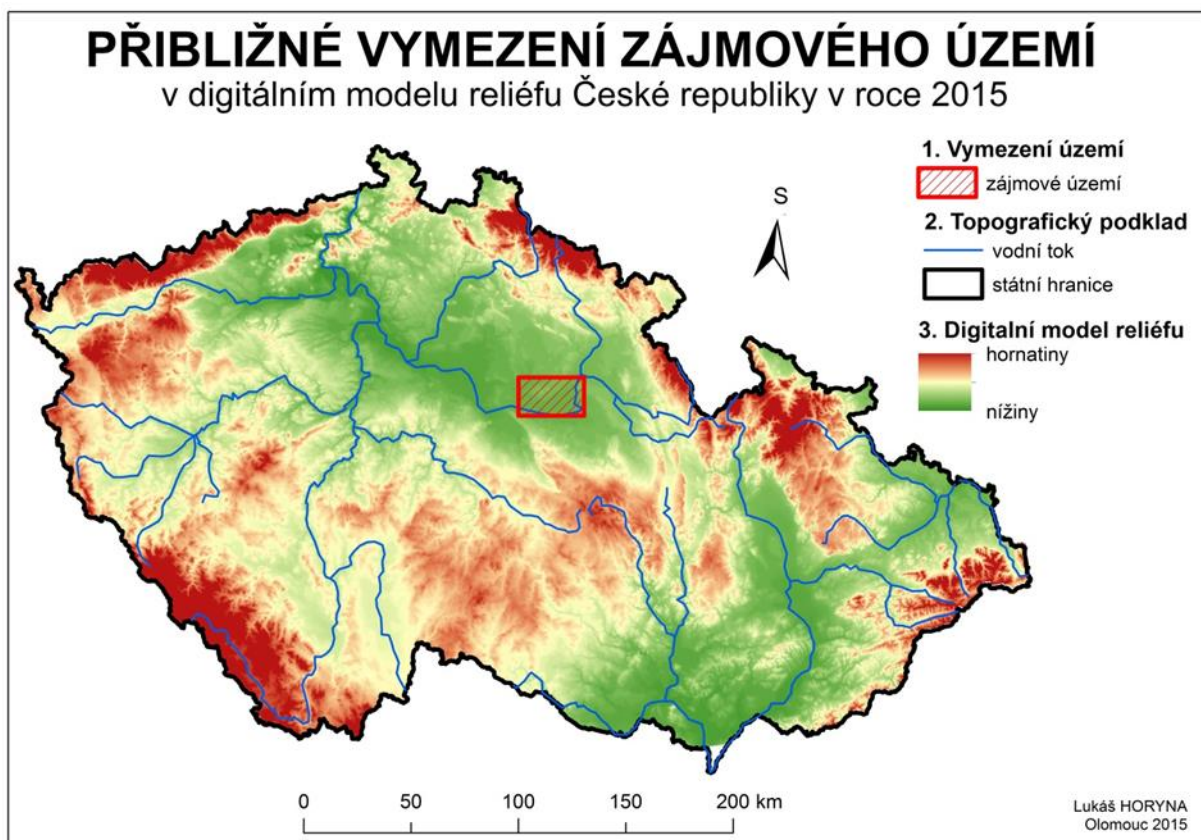 PŘIBLIŽNÉ VYMEZENÍ ZÁJMOVÉHO ÚZEMÍ
v digitálním modelu reliéfu České republiky v roce 2015
1. Vymezení území
zájmové území
2. Topografický podklad
vodní tok
státní hranice
3. Digitalní model reliéfu
hornatiny
nížiny
S
0 50 100 150 200 km
Lukáš HORYNA
Olomouc 2015